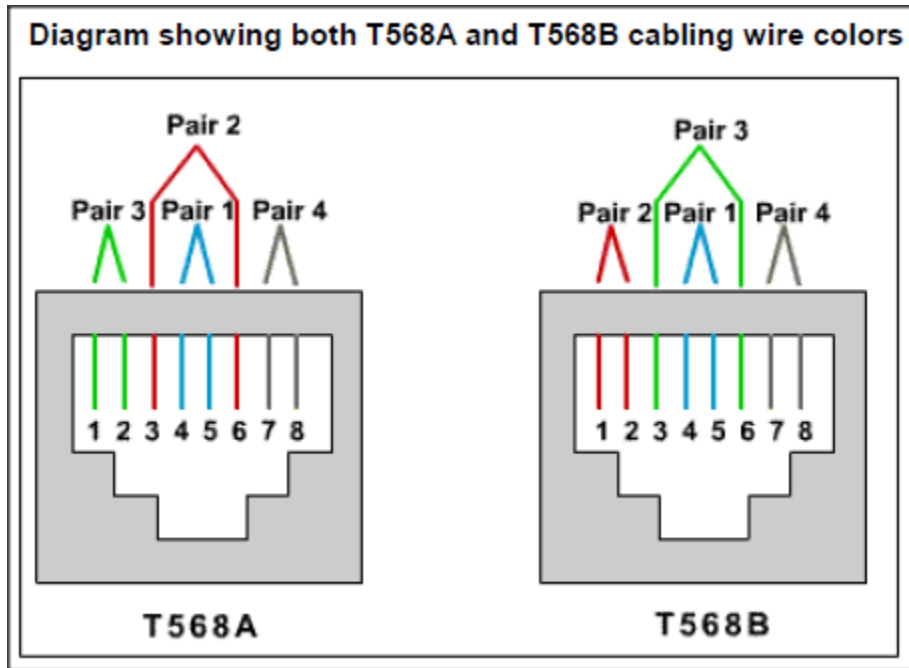 Diagram showing both T568A and T568B cabling wire colors
Pair 2
Pair 3 Pair 1 Pair 4
1 2 3 4 5 6 7 8
T568A
Pair 3
Pair 2 Pair 1 Pair 4
1 2 3 4 5 6 7 8
T568B